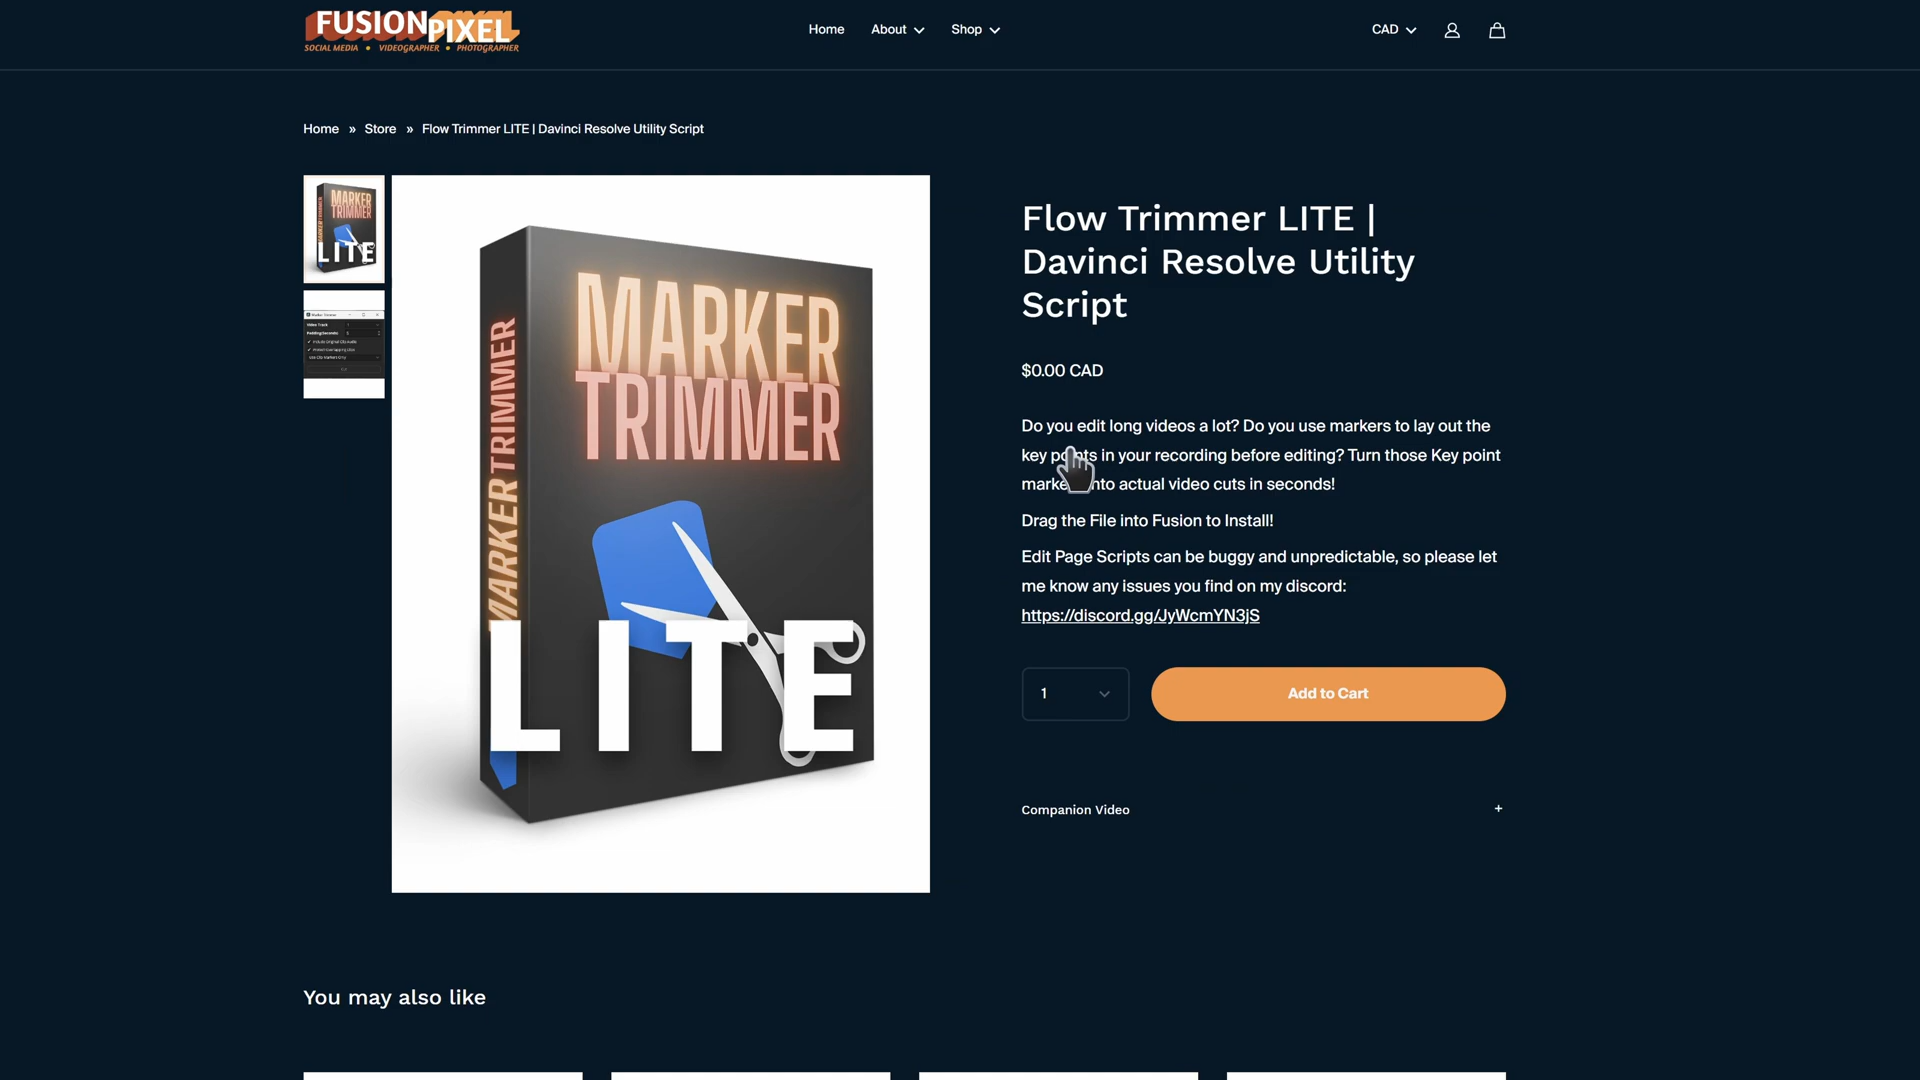 FUSIONPIXEL
SOCIAL MEDIA • VIDEOGRAPHER • PHOTOGRAPHER
Home About Shop
CAD
Home » Store » Flow Trimmer LITE | Davinci Resolve Utility Script
MARKER
TRIMMER
LITE
MARKER TRIMMER
MARKER
TRIMMER
LITE
Flow Trimmer LITE |
Davinci Resolve Utility
Script
$0.00 CAD
Do you edit long videos a lot? Do you use markers to lay out the
key points in your recording before editing? Turn those Key point
into actual video cuts in seconds!
Drag the File into Fusion to Install!
Edit Page Scripts can be buggy and unpredictable, so please let
me know any issues you find on my discord:
https://discord.gg/JyWcmYN3jS
1
Add to Cart
Companion Video +
You may also like